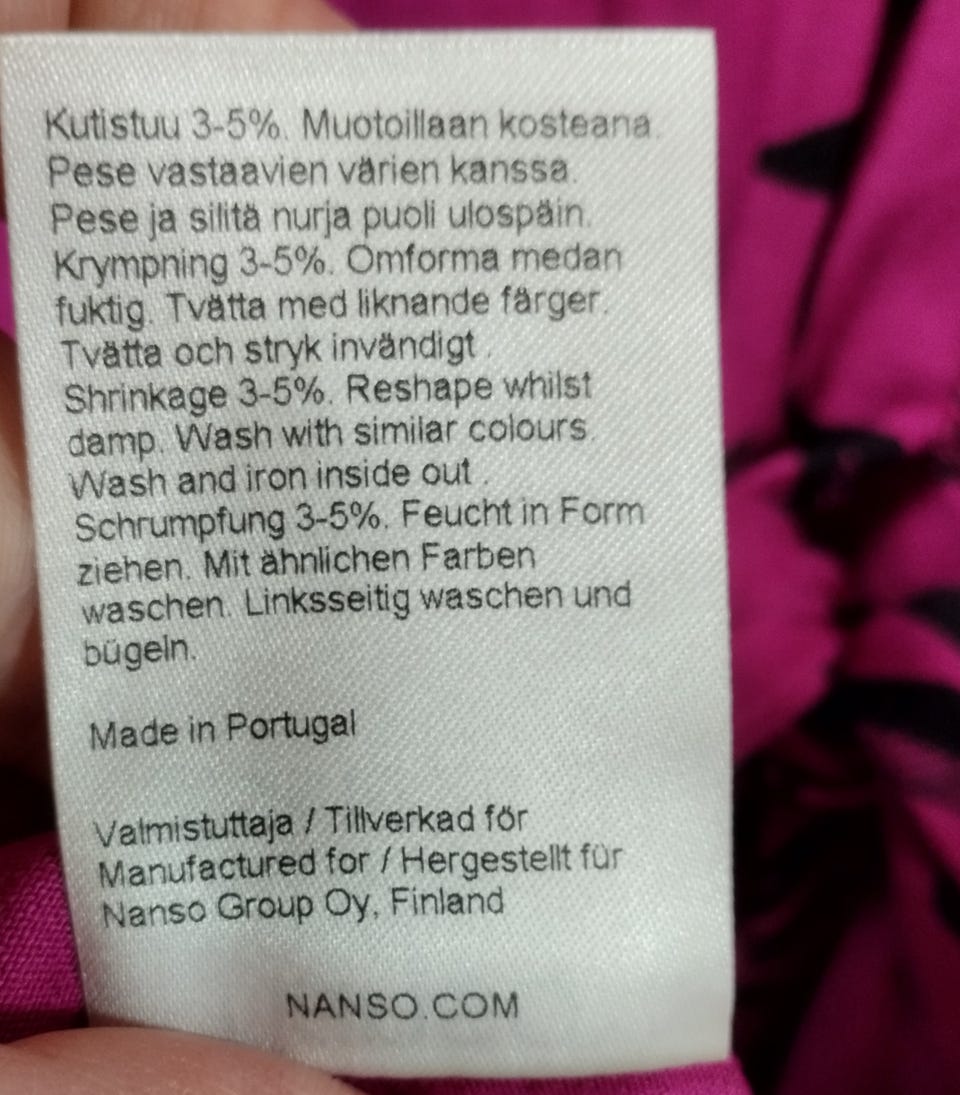 Kutistuu 3-5%. Muotoillaan kosteana.
Pese vastaavien värien kanssa.
Pese ja silitä nurja puoli ulospäin.
Krympning 3-5%. Omforma medan
fuktig. Tvätta med liknande färger.
Tvätta och stryk invändigt .
Shrinkage 3-5%. Reshape whilst
damp. Wash with similar colours.
Wash and iron inside out .
Schrumpfung 3-5%. Feucht in Form
ziehen. Mit ähnlichen Farben
waschen. Linksseitig waschen und
bügeln.
Made in Portugal
Valmistuttaja / Tillverkad för
Manufactured for / Hergestellt für
Nanso Group Oy, Finland
NANSO.COM